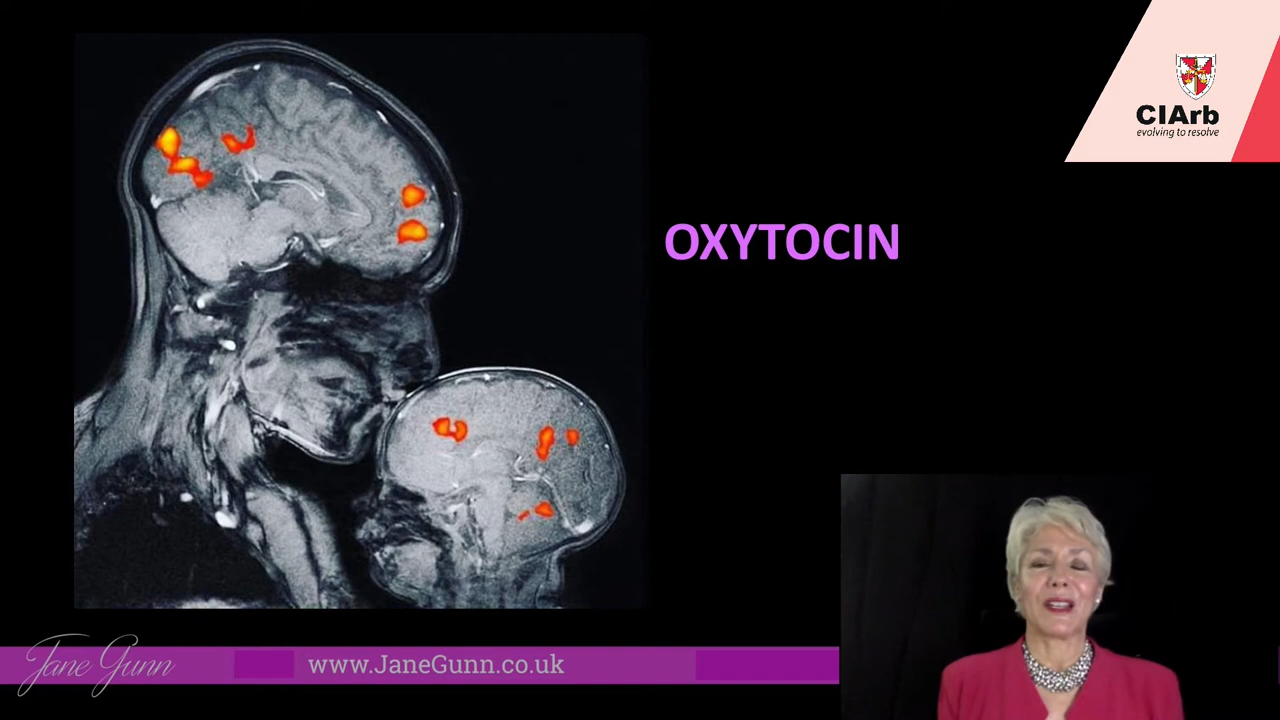 CIArb
evolving to resolve
OXYTOCIN
Jane Gunn
www.JaneGunn.co.uk